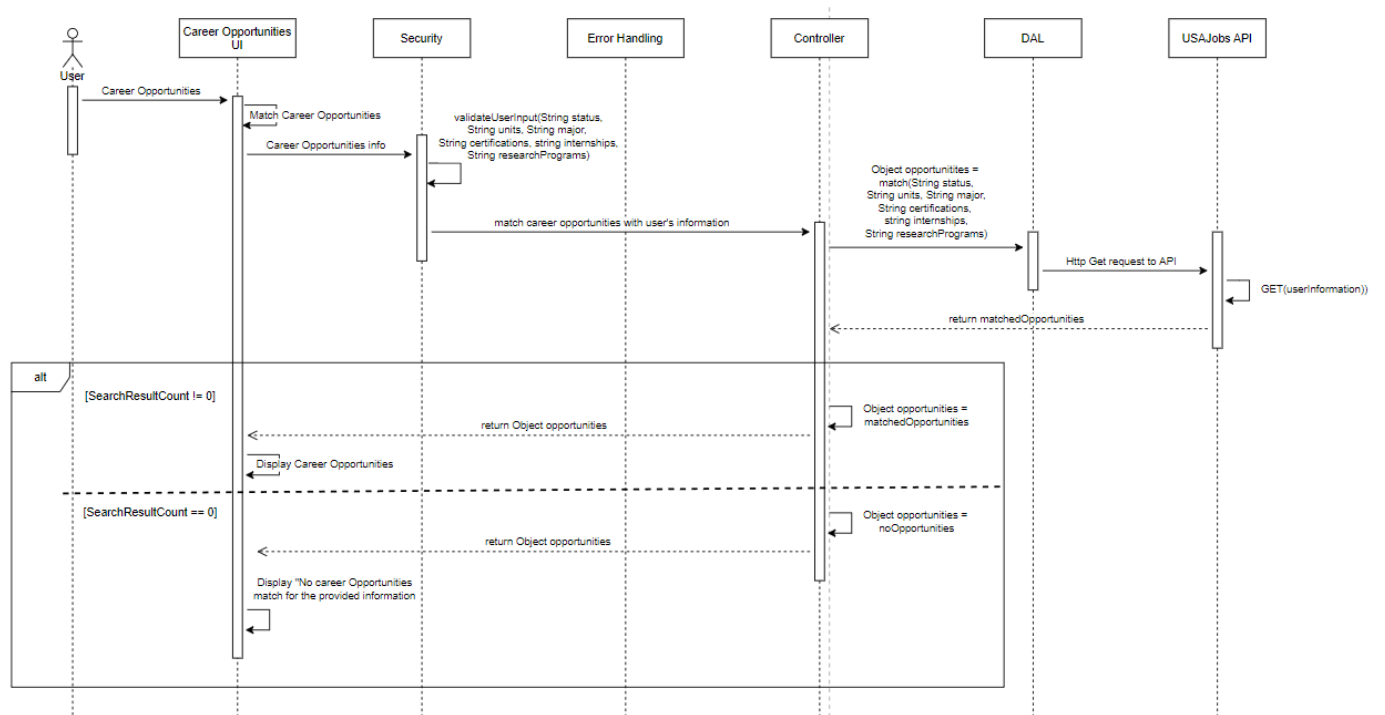 Career Opportunities
UI
Security
Error Handling
Controller
DAL
USAJobs API
User
Career Opportunities
Match Career Opportunities
validateUserInput(String status,
String units, String major,
String certifications, string internships,
String researchPrograms)
Career Opportunities info
Object opportunitites =
match(String status,
String units, String major,
String certifications,
string internships,
String researchPrograms)
match career opportunities with user's information
Http Get request to API
GET(userInformation))
return matchedOpportunities
alt
[SearchResultCount != 0]
Object opportunities =
matchedOpportunities
return Object opportunities
Display Career Opportunities
[SearchResultCount == 0]
Object opportunities =
noOpportunities
return Object opportunities
Display "No career Opportunities
match for the provided information